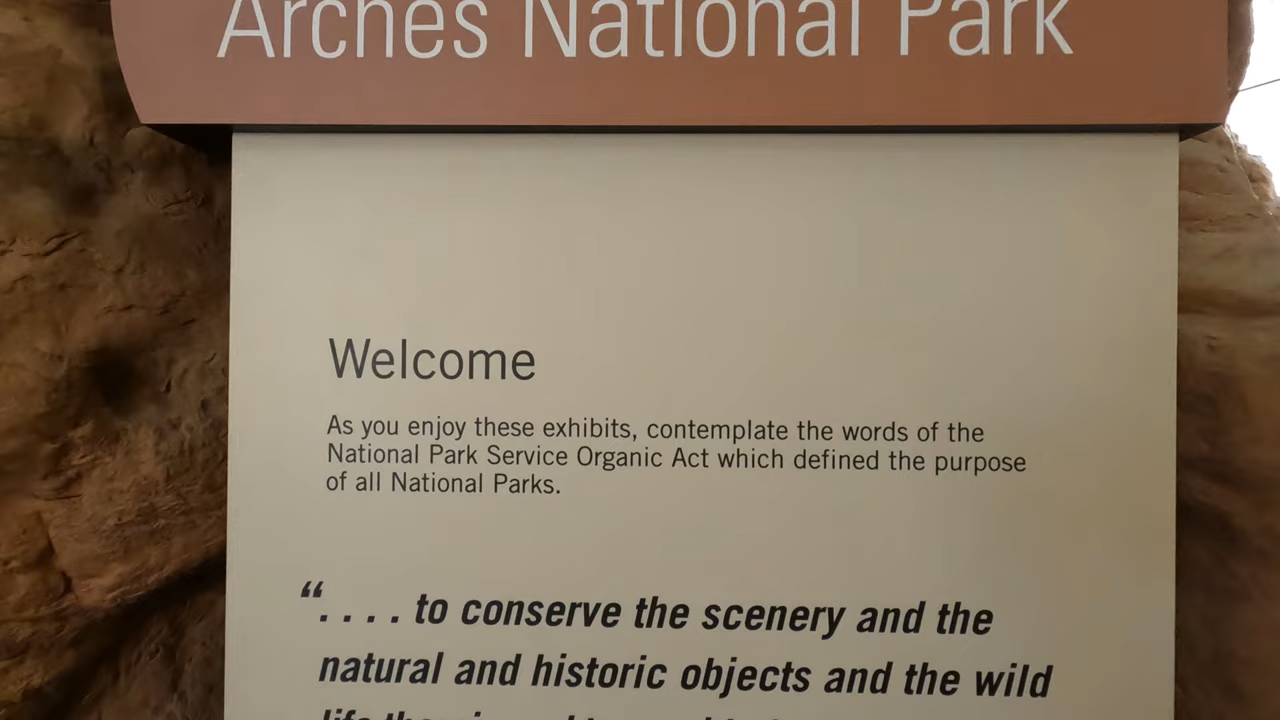 Arches National Park
Welcome
As you enjoy these exhibits, contemplate the words of the
National Park Service Organic Act which defined the purpose
of all National Parks.
“. . . . to conserve the scenery and the
natural and historic objects and the wild